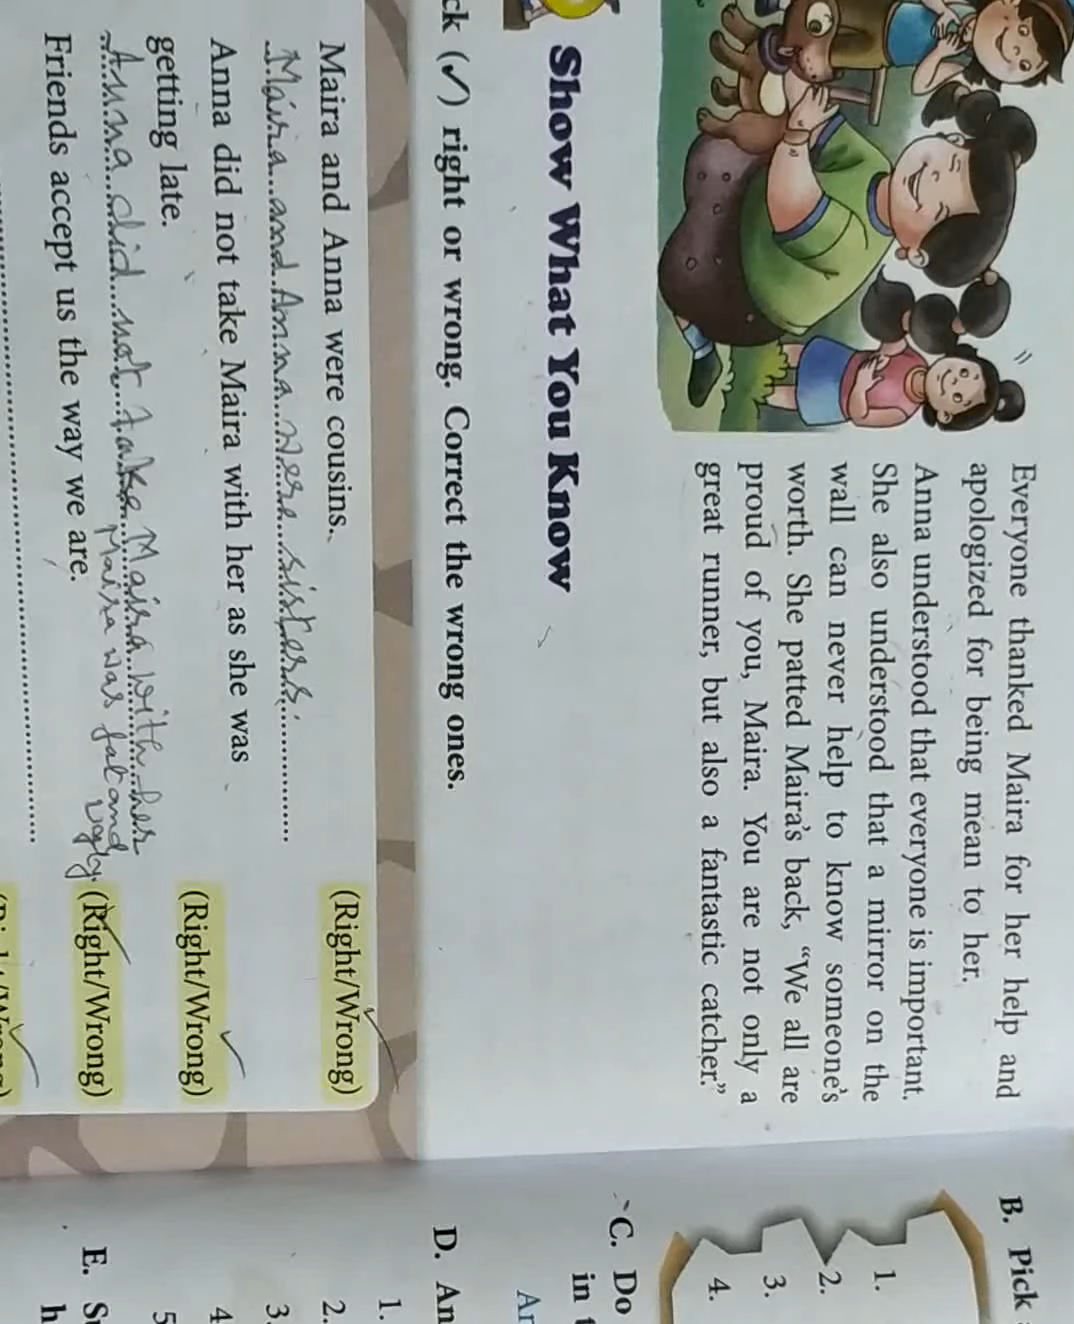 Everyone thanked Maira for her help and
apologized for being mean to her.
Anna understood that everyone is important.
She also understood that a mirror on the
wall can never help to know someone's
worth. She patted Maira's back, “We all are
proud of you, Maira. You are not only a
great runner, but also a fantastic catcher.”
Show What You Know
ck (✓) right or wrong. Correct the wrong ones.
Maira and Anna were cousins. (Right/Wrong)
Maira and Anna were sisters.
Anna did not take Maira with her as she was
getting late. (Right/Wrong)
Anna did not take Maira with her
Maira was fat and
ugly.
Friends accept us the way we are. (Right/Wrong)
B. Pick
1.
2.
3.
4.
C. Do
in
D. An
1.
2.
3.
4
5
E. S
h